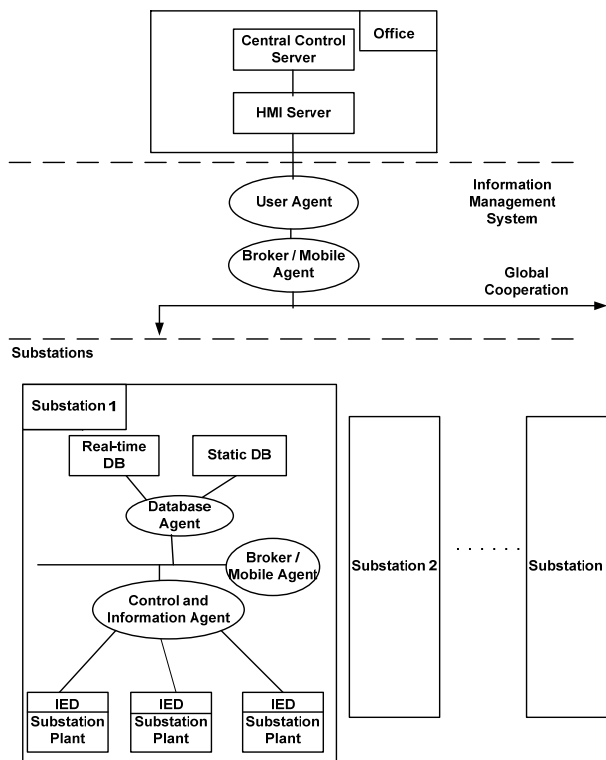 Office
Central Control
Server
HMI Server
User Agent
Information
Management
System
Broker / Mobile
Agent
Global
Cooperation
Substations
Substation 1
Real-time
DB
Static DB
Database
Agent
Broker /
Mobile Agent
Control and
Information Agent
IED
Substation
Plant
IED
Substation
Plant
IED
Substation
Plant
Substation 2
. . . . . .
Substation